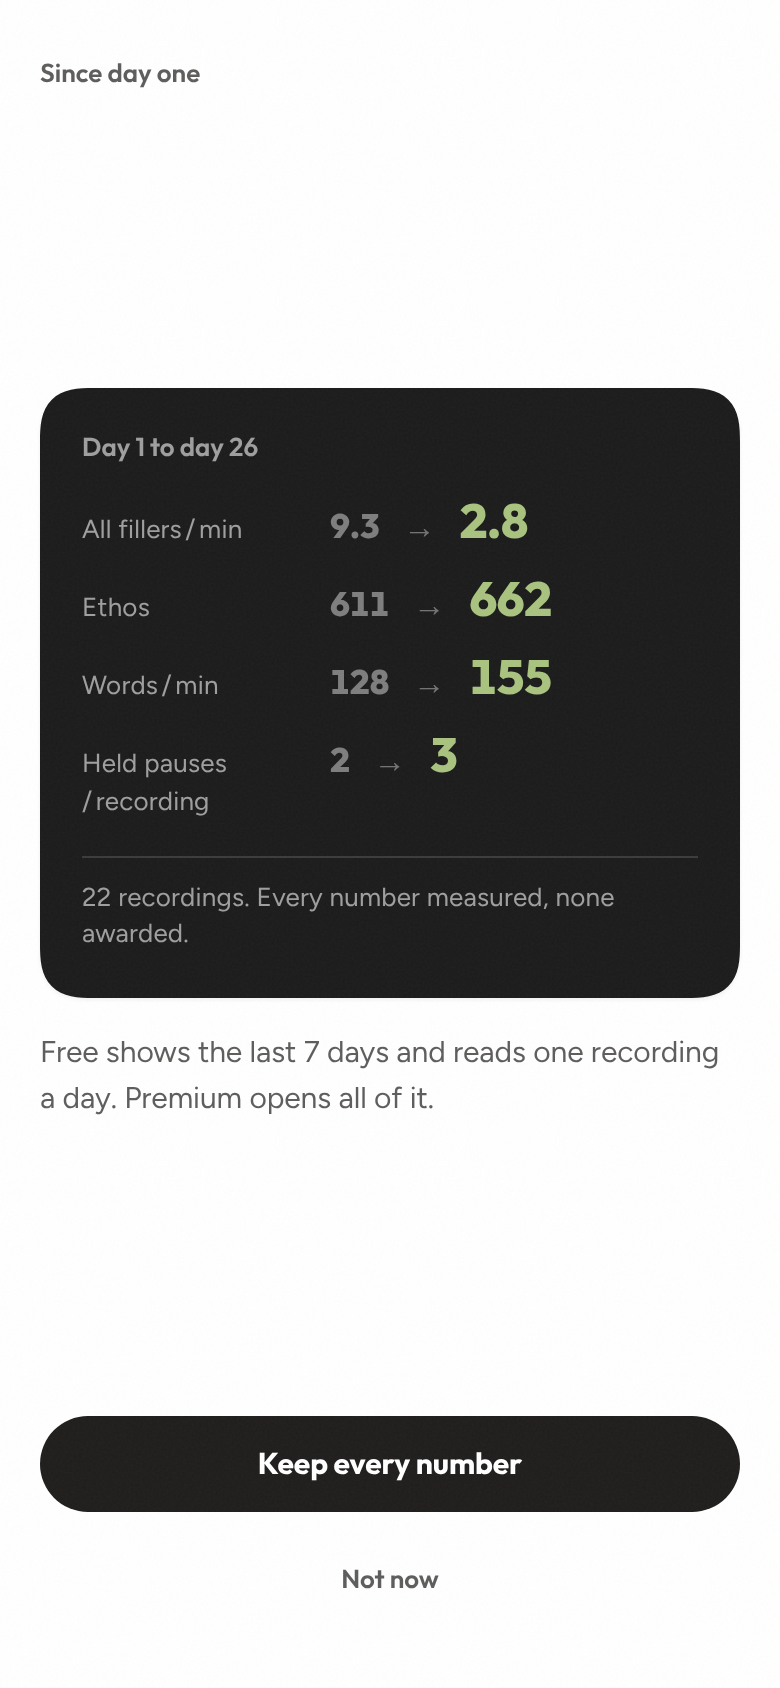 Since day one
Day 1 to day 26
All fillers / min 9.3 → 2.8
Ethos 611 → 662
Words / min 128 → 155
Held pauses 2 → 3
/ recording
22 recordings. Every number measured, none
awarded.
Free shows the last 7 days and reads one recording
a day. Premium opens all of it.
Keep every number
Not now